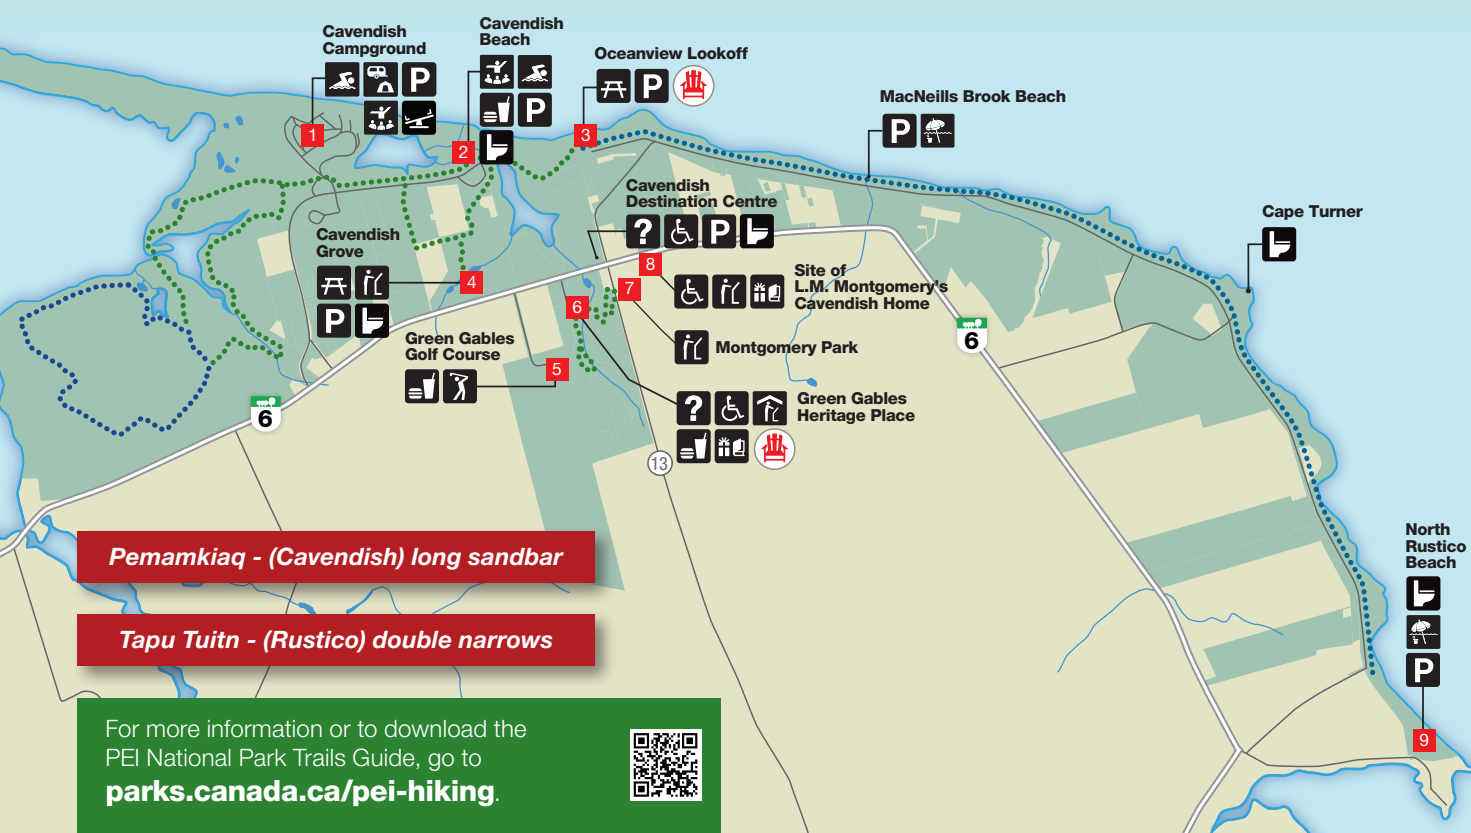 Cavendish
Campground
P
1
Cavendish
Beach
P
2
Oceanview Lookoff
P
3
MacNeills Brook Beach
P
Cape Turner
Cavendish
Destination Centre
? P
Cavendish
Grove
P
4
8
Site of
L.M. Montgomery's
Cavendish Home
7
Montgomery Park
6
Green Gables
Heritage Place
?
Green Gables
Golf Course
5
6
6
13
North
Rustico
Beach
P
9
Pemamkiaq - (Cavendish) long sandbar
Tapu Tuitn - (Rustico) double narrows
For more information or to download the
PEI National Park Trails Guide, go to
parks.canada.ca/pei-hiking.